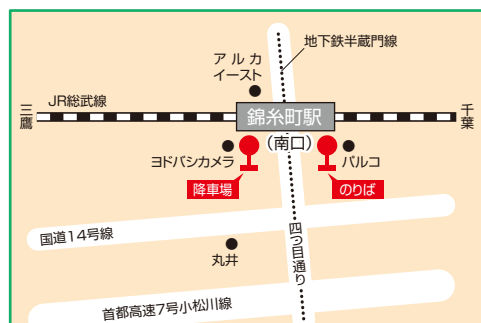 地下鉄半蔵門線
アルカ
イースト
JR総武線
三鷹
錦糸町駅
千葉
(南口)
ヨドバシカメラ
パルコ
降車場
のりば
国道14号線
四つ目通り
丸井
首都高速7号小松川線